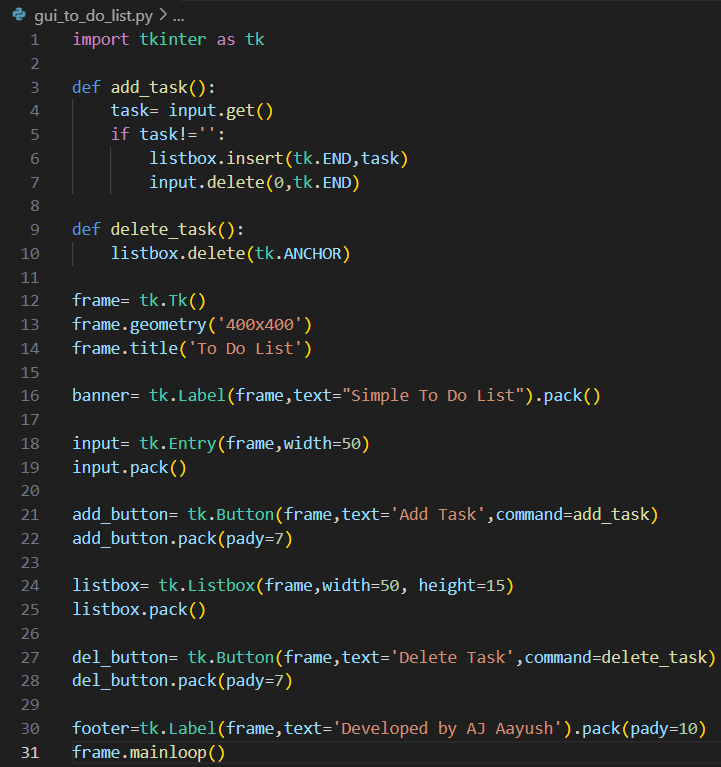 gui_to_do_list.py > ...
1 import tkinter as tk
2
3 def add_task():
4     task= input.get()
5     if task!='':
6         listbox.insert(tk.END,task)
7         input.delete(0,tk.END)
8
9 def delete_task():
10     listbox.delete(tk.ANCHOR)
11
12 frame= tk.Tk()
13 frame.geometry('400x400')
14 frame.title('To Do List')
15
16 banner= tk.Label(frame,text="Simple To Do List").pack()
17
18 input= tk.Entry(frame,width=50)
19 input.pack()
20
21 add_button= tk.Button(frame,text='Add Task',command=add_task)
22 add_button.pack(pady=7)
23
24 listbox= tk.Listbox(frame,width=50, height=15)
25 listbox.pack()
26
27 del_button= tk.Button(frame,text='Delete Task',command=delete_task)
28 del_button.pack(pady=7)
29
30 footer=tk.Label(frame,text='Developed by AJ Aayush').pack(pady=10)
31 frame.mainloop()